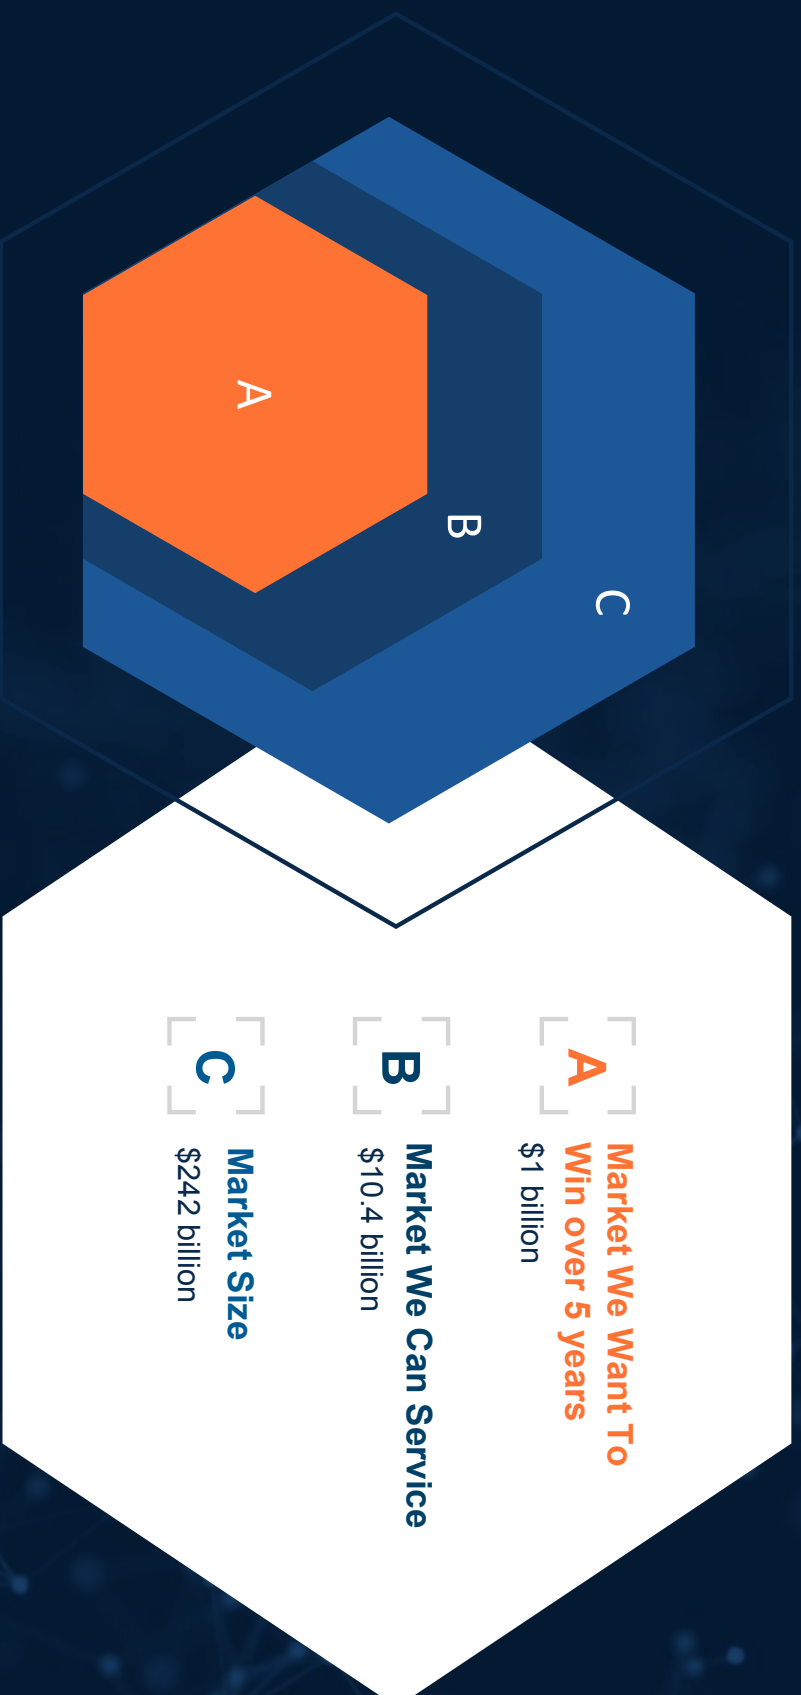 C
B
A
A
Market We Want To
Win over 5 years
$1 billion
B
Market We Can Service
$10.4 billion
C
Market Size
$242 billion